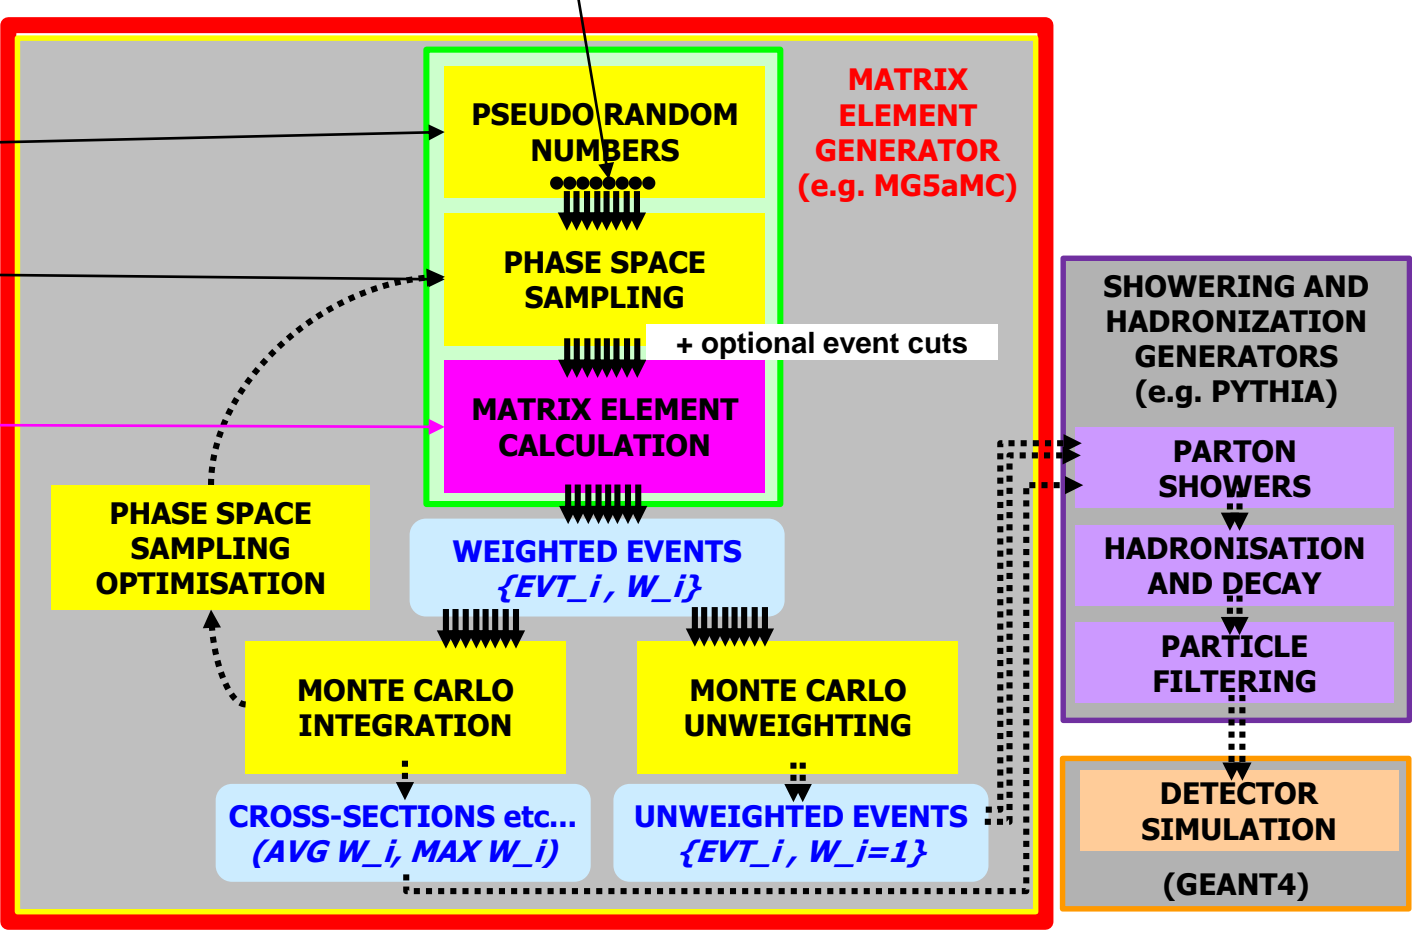 PSEUDO RANDOM
NUMBERS
MATRIX
ELEMENT
GENERATOR
(e.g. MG5aMC)
PHASE SPACE
SAMPLING
+ optional event cuts
MATRIX ELEMENT
CALCULATION
PHASE SPACE
SAMPLING
OPTIMISATION
WEIGHTED EVENTS
{EVT_i , W_i}
MONTE CARLO
INTEGRATION
MONTE CARLO
UNWEIGHTING
CROSS-SECTIONS etc...
(AVG W_i, MAX W_i)
UNWEIGHTED EVENTS
{EVT_i , W_i=1}
SHOWERING AND
HADRONIZATION
GENERATORS
(e.g. PYTHIA)
PARTON
SHOWERS
HADRONISATION
AND DECAY
PARTICLE
FILTERING
DETECTOR
SIMULATION
(GEANT4)